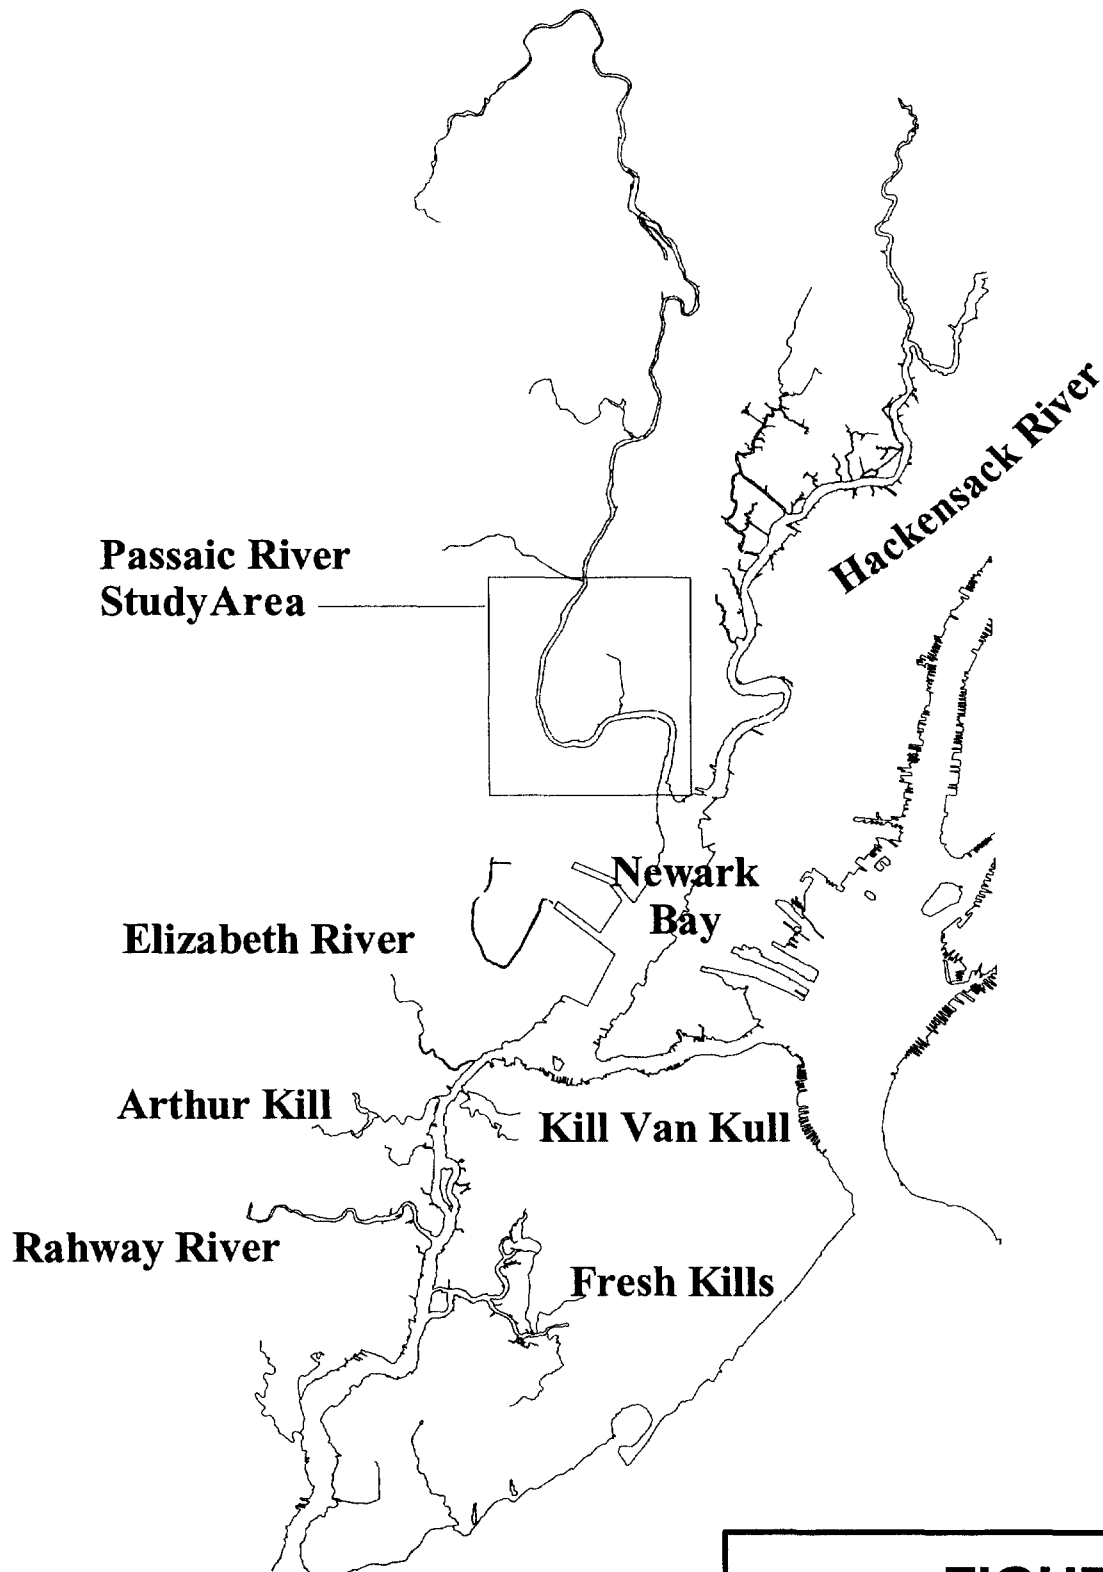 Hackensack River
Passaic River
StudyArea
Newark
Bay
Elizabeth River
Arthur Kill
Kill Van Kull
Rahway River
Fresh Kills